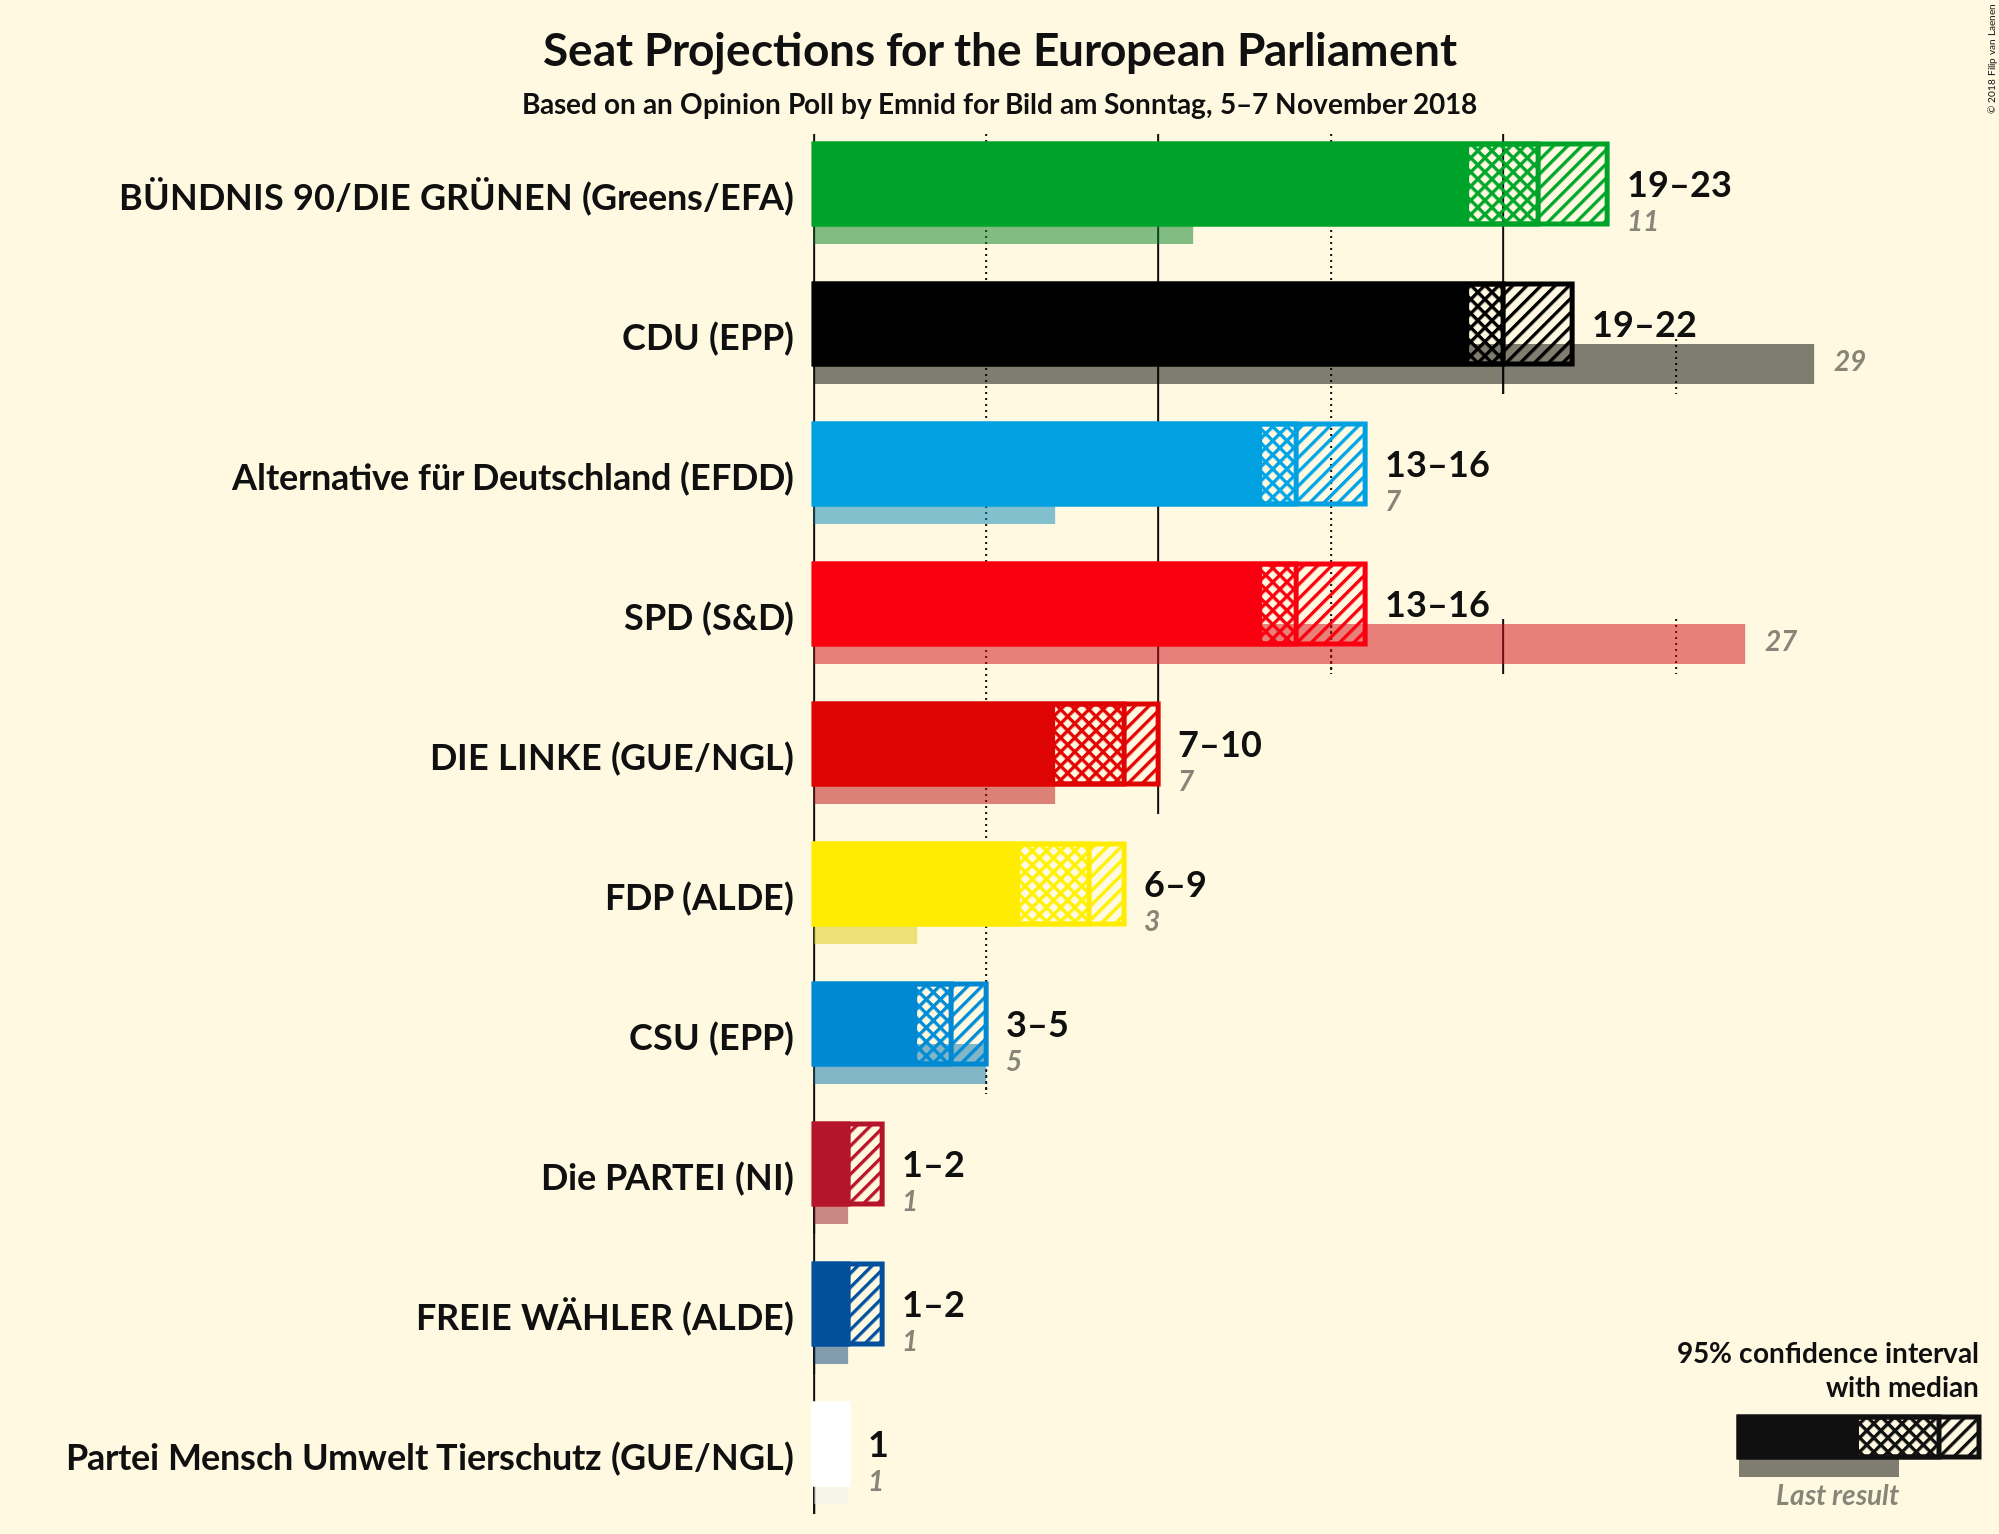 Seat Projections for the European Parliament
Based on an Opinion Poll by Emnid for Bild am Sonntag, 5–7 November 2018
© 2018 Filip van Laenen
BÜNDNIS 90/DIE GRÜNEN (Greens/EFA)
19–23
11
CDU (EPP)
19–22
29
Alternative für Deutschland (EFDD)
13–16
7
SPD (S&D)
13–16
27
DIE LINKE (GUE/NGL)
7–10
7
FDP (ALDE)
6–9
3
CSU (EPP)
3–5
5
Die PARTEI (NI)
1–2
1
FREIE WÄHLER (ALDE)
1–2
1
Partei Mensch Umwelt Tierschutz (GUE/NGL)
1
1
95% confidence interval
with median
Last result